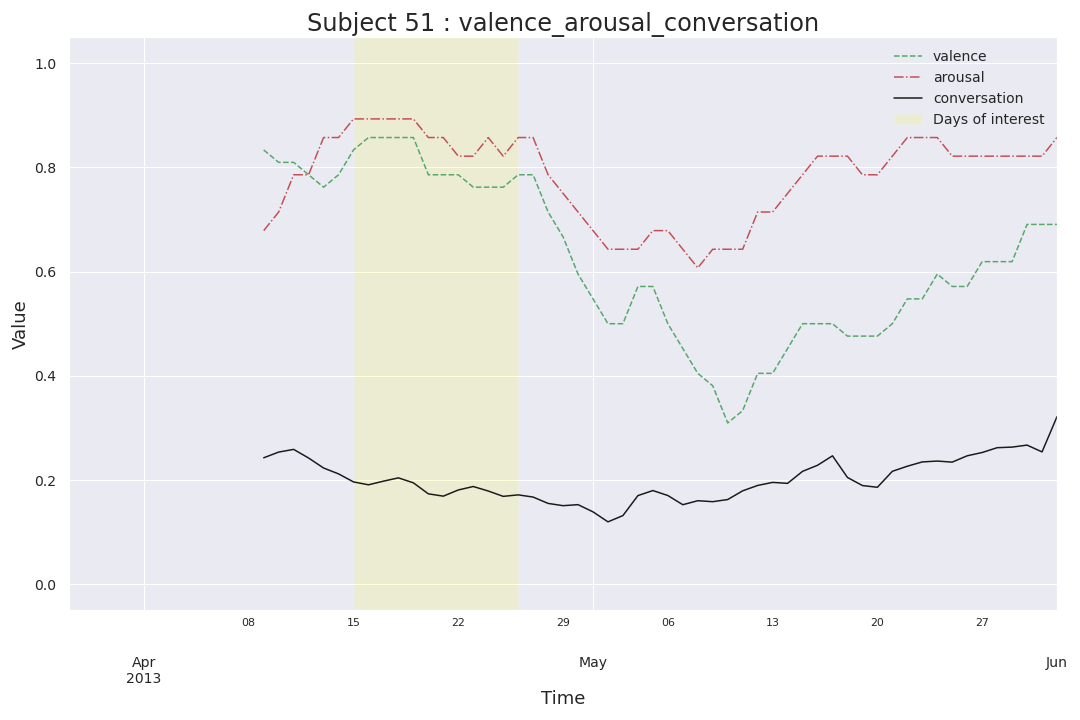 Subject 51 : valence_arousal_conversation
valence
arousal
conversation
Days of interest
1.0
0.8
0.6
0.4
0.2
0.0
Value
08 15 22 29 06 13 20 27
Apr May Jun
2013
Time